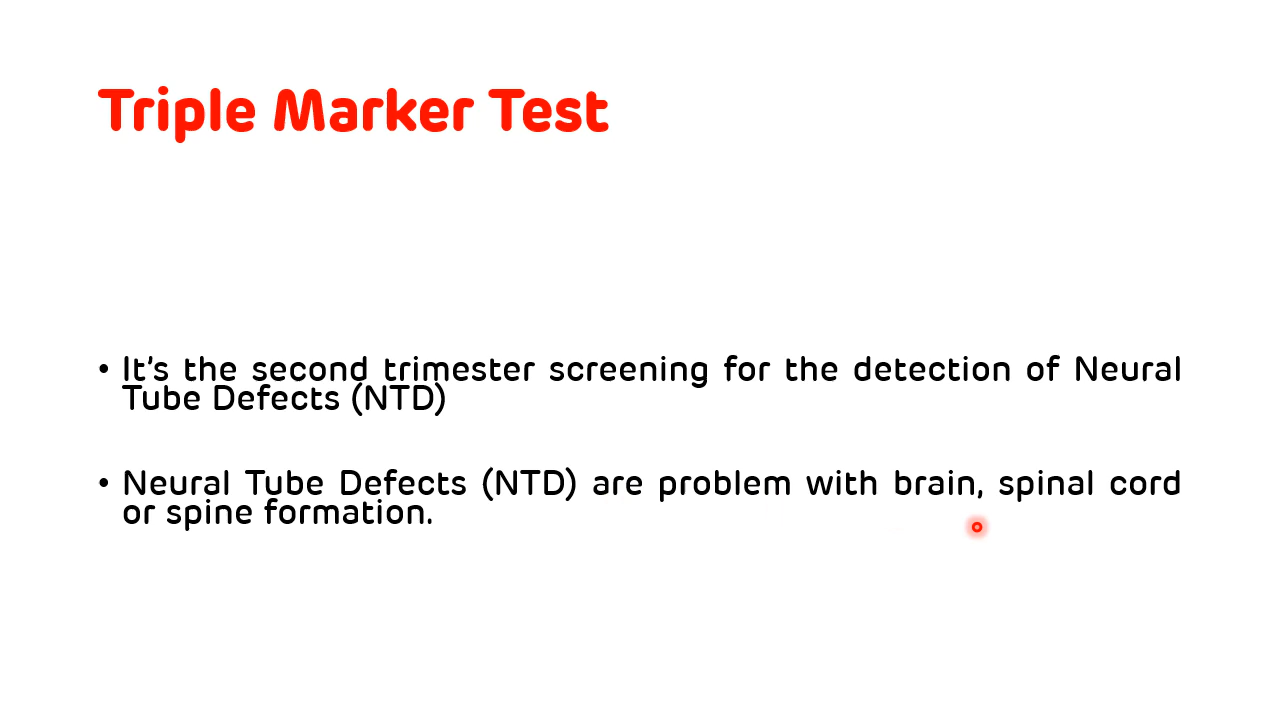 Triple Marker Test
• It's the second trimester screening for the detection of Neural
Tube Defects (NTD)
• Neural Tube Defects (NTD) are problem with brain, spinal cord
or spine formation.